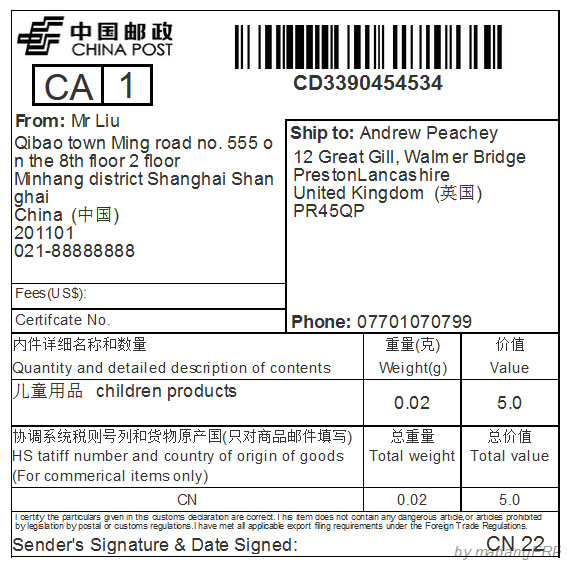 中国邮政
CHINA POST
CD3390454534
CA 1
From: Mr Liu
Qibao town Ming road no. 555 o
n the 8th floor 2 floor
Minhang district Shanghai Shan
ghai
China (中国)
201101
021-88888888
Fees(US$):
Certifcate No.
Ship to: Andrew Peachey
12 Great Gill, Walmer Bridge
PrestonLancashire
United Kingdom (英国)
PR45QP
Phone: 07701070799
内件详细名称和数量 重量(克) 价值
Quantity and detailed description of contents Weight(g) Value
儿童用品 children products 0.02 5.0
协调系统税则号列和货物原产国(只对商品邮件填写) 总重量 总价值
HS tatiff number and country of origin of goods Total weight Total value
(For commerical items only)
CN 0.02 5.0
I certify the particulars given in this customs declaration are correct.This item does not contain any dangerous article,or articles prohibited
by legislation by postal or customs regulations.I have met all applicable export filing requirements under the Foreign Trade Regulations.
Sender's Signature & Date Signed: CN 22